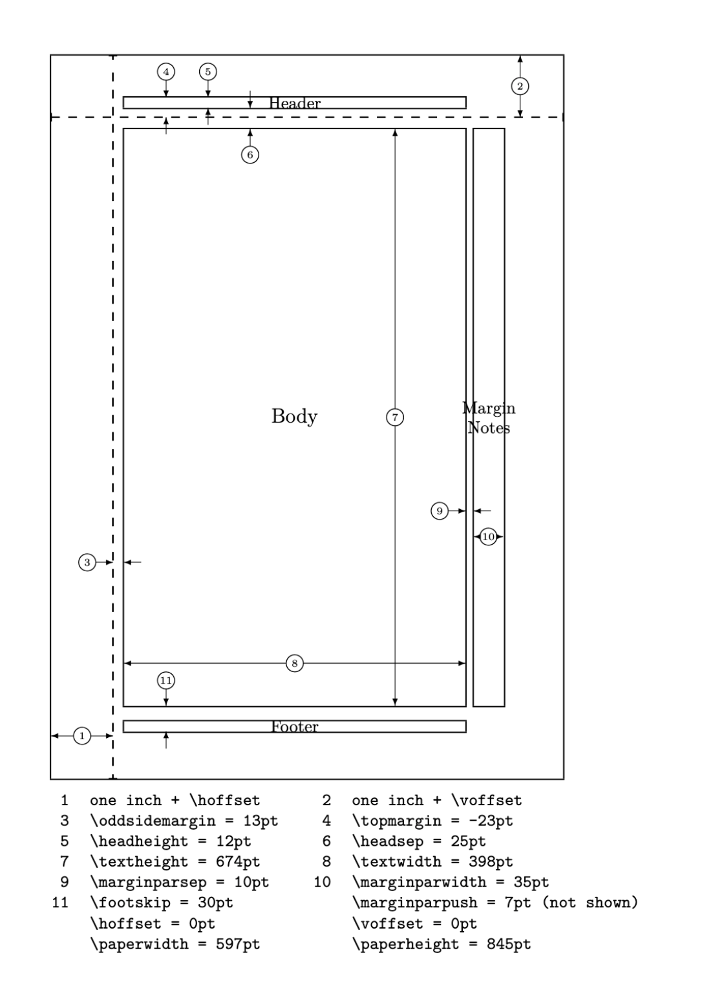 4 5 2
Header
6
Body 7 Margin
Notes
9
10
3
8
11
Footer
1
1 one inch + \hoffset 2 one inch + \voffset
3 \oddsidemargin = 13pt 4 \topmargin = -23pt
5 \headheight = 12pt 6 \headsep = 25pt
7 \textheight = 674pt 8 \textwidth = 398pt
9 \marginparsep = 10pt 10 \marginparwidth = 35pt
11 \footskip = 30pt \marginparpush = 7pt (not shown)
\hoffset = 0pt \voffset = 0pt
\paperwidth = 597pt \paperheight = 845pt